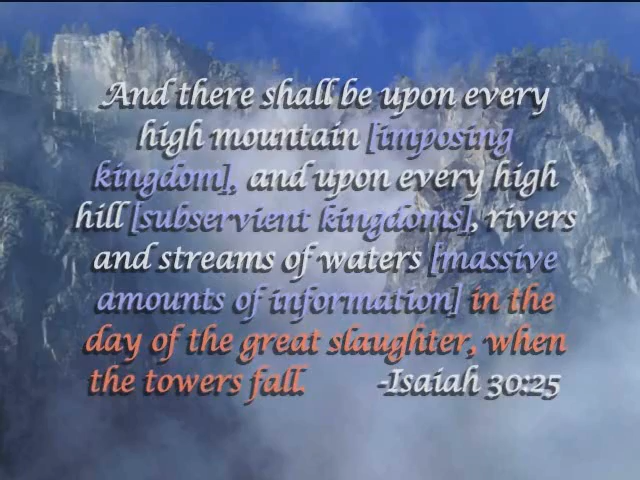 And there shall be upon every
high mountain [imposing
kingdom], and upon every high
hill [subservient kingdoms], rivers
and streams of waters [massive
amounts of information] in the
day of the great slaughter, when
the towers fall. -Isaiah 30:25